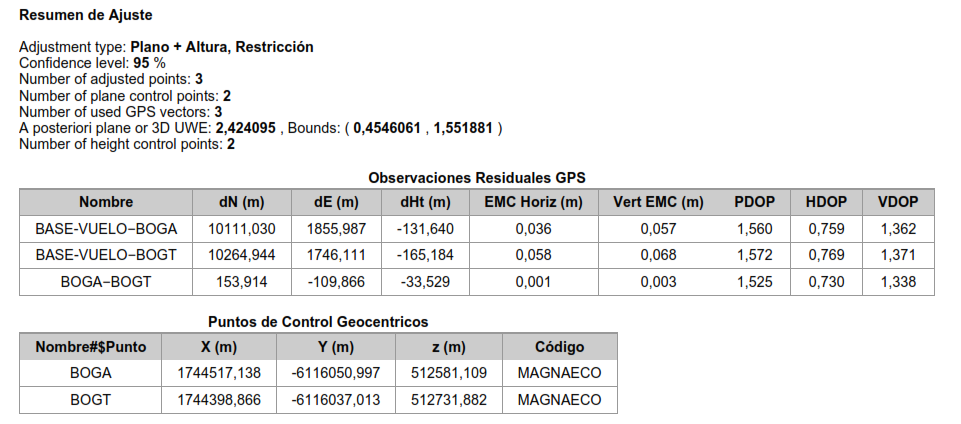 Resumen de Ajuste
Adjustment type: Plano + Altura, Restricción
Confidence level: 95 %
Number of adjusted points: 3
Number of plane control points: 2
Number of used GPS vectors: 3
A posteriori plane or 3D UWE: 2,424095 , Bounds: ( 0,4546061 , 1,551881 )
Number of height control points: 2
Observaciones Residuales GPS
Nombre dN (m) dE (m) dHt (m) EMC Horiz (m) Vert EMC (m) PDOP HDOP VDOP
BASE-VUELO−BOGA 10111,030 1855,987 -131,640 0,036 0,057 1,560 0,759 1,362
BASE-VUELO−BOGT 10264,944 1746,111 -165,184 0,058 0,068 1,572 0,769 1,371
BOGA−BOGT 153,914 -109,866 -33,529 0,001 0,003 1,525 0,730 1,338
Puntos de Control Geocentricos
Nombre#$Punto X (m) Y (m) z (m) Código
BOGA 1744517,138 -6116050,997 512581,109 MAGNAECO
BOGT 1744398,866 -6116037,013 512731,882 MAGNAECO